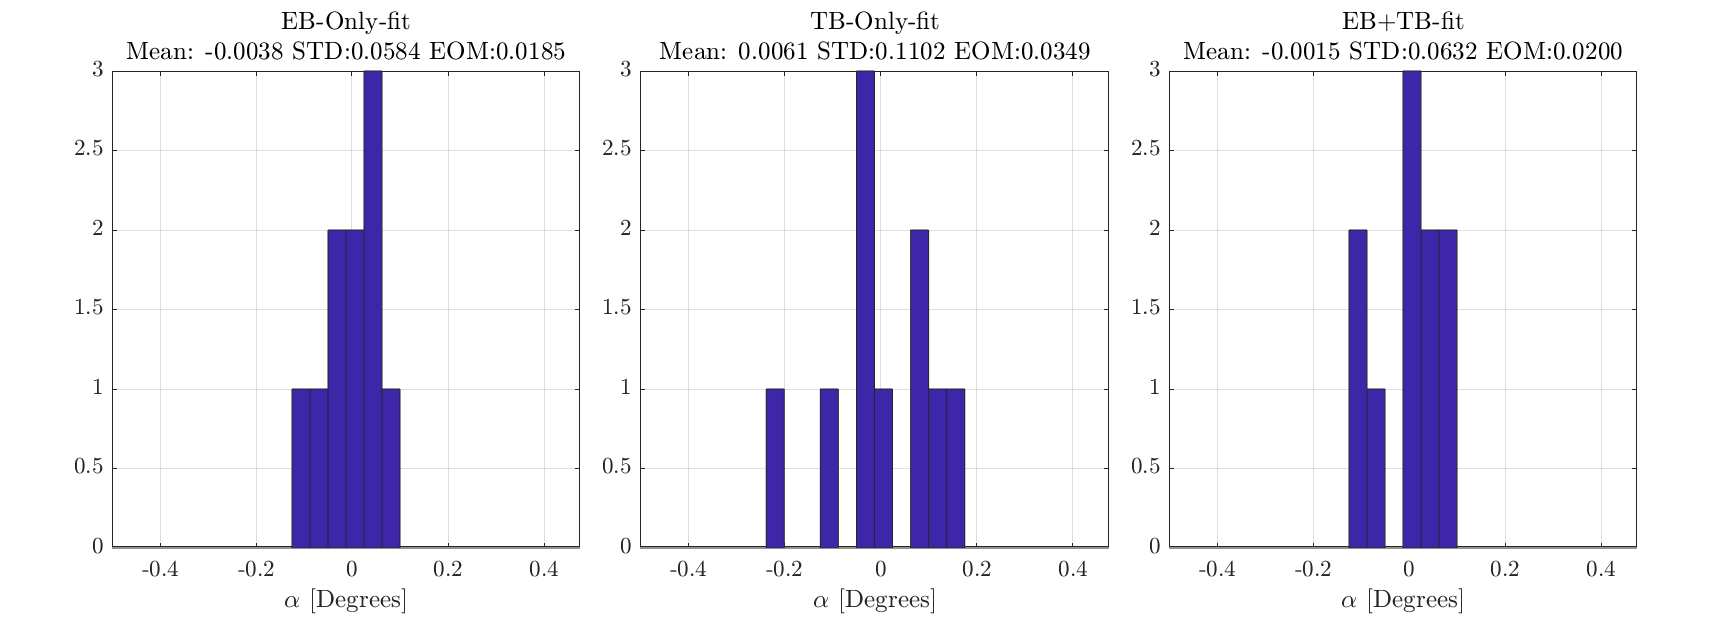 EB-Only-fit
Mean: -0.0038 STD:0.0584 EOM:0.0185
3
2.5
2
1.5
1
0.5
0
-0.4 -0.2 0 0.2 0.4
α [Degrees]
TB-Only-fit
Mean: 0.0061 STD:0.1102 EOM:0.0349
3
2.5
2
1.5
1
0.5
0
-0.4 -0.2 0 0.2 0.4
α [Degrees]
EB+TB-fit
Mean: -0.0015 STD:0.0632 EOM:0.0200
3
2.5
2
1.5
1
0.5
0
-0.4 -0.2 0 0.2 0.4
α [Degrees]